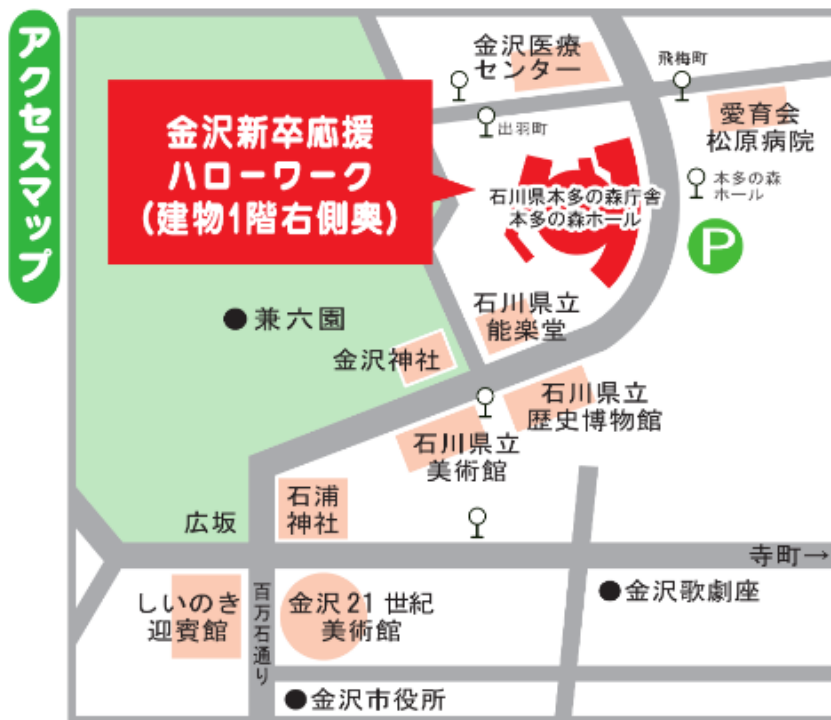 アクセスマップ
金沢医療
センター
飛梅町
金沢新卒応援
ハローワーク
(建物1階右側奥)
出羽町
愛育会
松原病院
石川県本多の森庁舎
本多の森ホール
本多の森
ホール
P
石川県立
能楽堂
兼六園
金沢神社
石川県立
歴史博物館
石川県立
美術館
石浦
神社
広坂
寺町→
しいのき
迎賓館
百万石通り
金沢21世紀
美術館
金沢歌劇座
金沢市役所